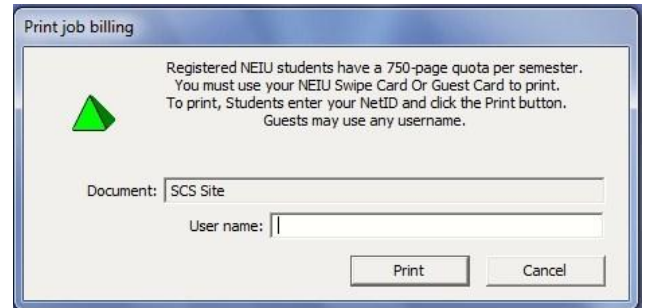 Print job billing
Registered NEIU students have a 750-page quota per semester.
You must use your NEIU Swipe Card Or Guest Card to print.
To print, Students enter your NetID and click the Print button.
Guests may use any username.
Document: SCS Site
User name:
Print Cancel